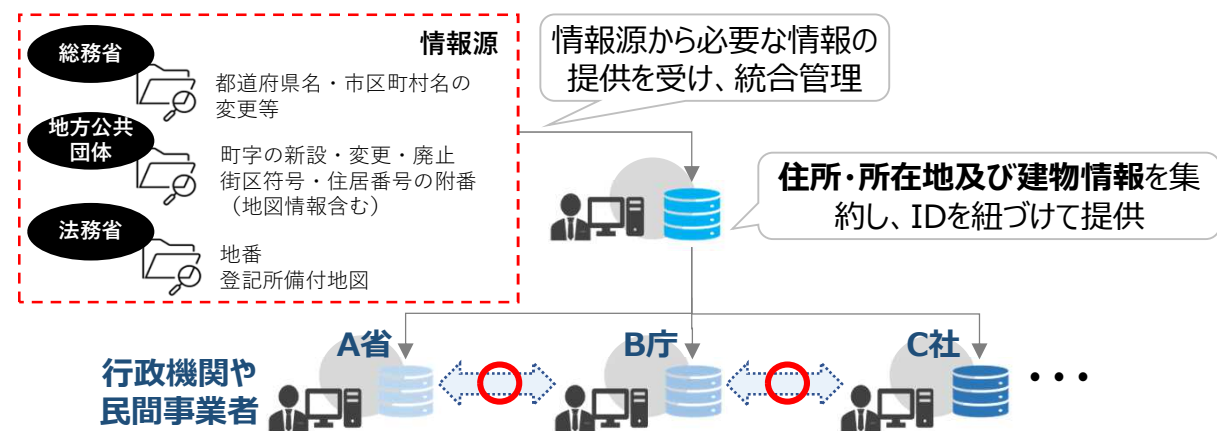 情報源
総務省
都道府県名・市区町村名の
変更等
地方公共
団体
町字の新設・変更・廃止
街区符号・住居番号の附番
（地図情報含む）
法務省
地番
登記所備付地図
情報源から必要な情報の
提供を受け、統合管理
住所・所在地及び建物情報を集
約し、IDを紐づけて提供
行政機関や
民間事業者
A省
B庁
C社
・・・